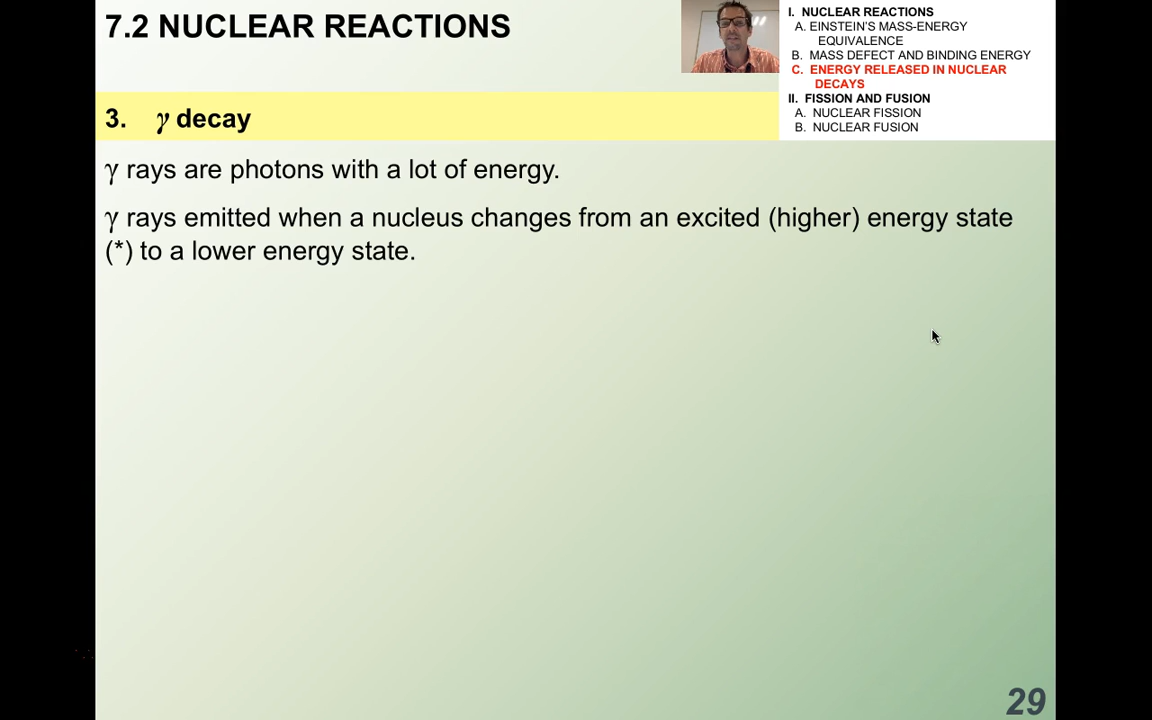 7.2 NUCLEAR REACTIONS
I. NUCLEAR REACTIONS
A. EINSTEIN'S MASS-ENERGY
EQUIVALENCE
B. MASS DEFECT AND BINDING ENERGY
C. ENERGY RELEASED IN NUCLEAR
DECAYS
II. FISSION AND FUSION
A. NUCLEAR FISSION
B. NUCLEAR FUSION
3. γ decay
γ rays are photons with a lot of energy.
γ rays emitted when a nucleus changes from an excited (higher) energy state
(*) to a lower energy state.
29